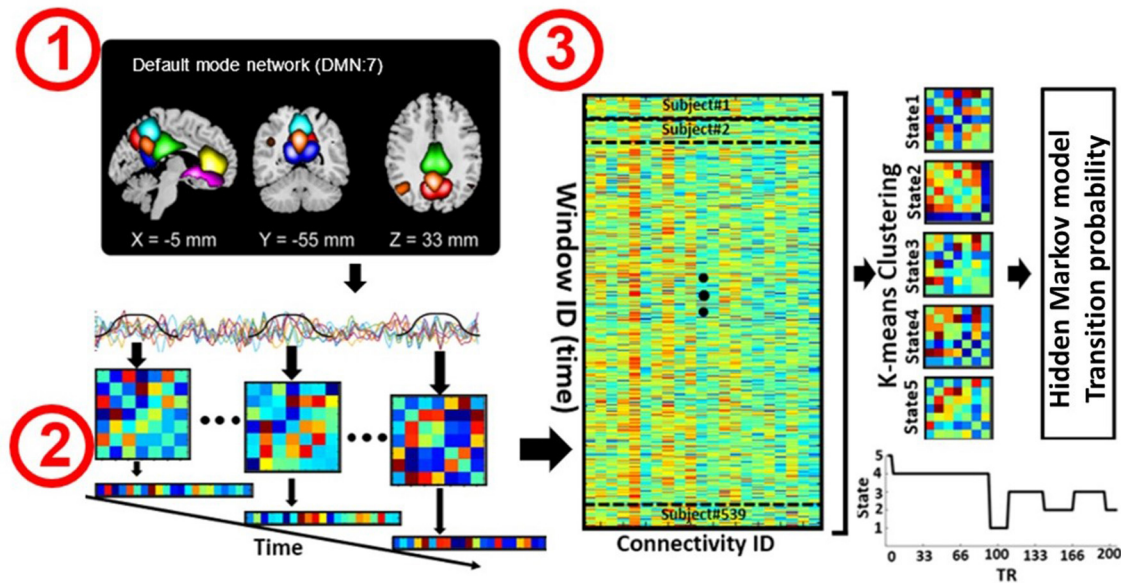 1
Default mode network (DMN:7)
X = -5 mm
Y = -55 mm
Z = 33 mm
2
Time
3
Window ID (time)
Subject#1
Subject#2
Subject#539
Connectivity ID
K-means Clustering
State1
State2
State3
State4
State5
Hidden Markov model
Transition probability
State
5
4
3
2
1
0 33 66 100 133 166 200
TR